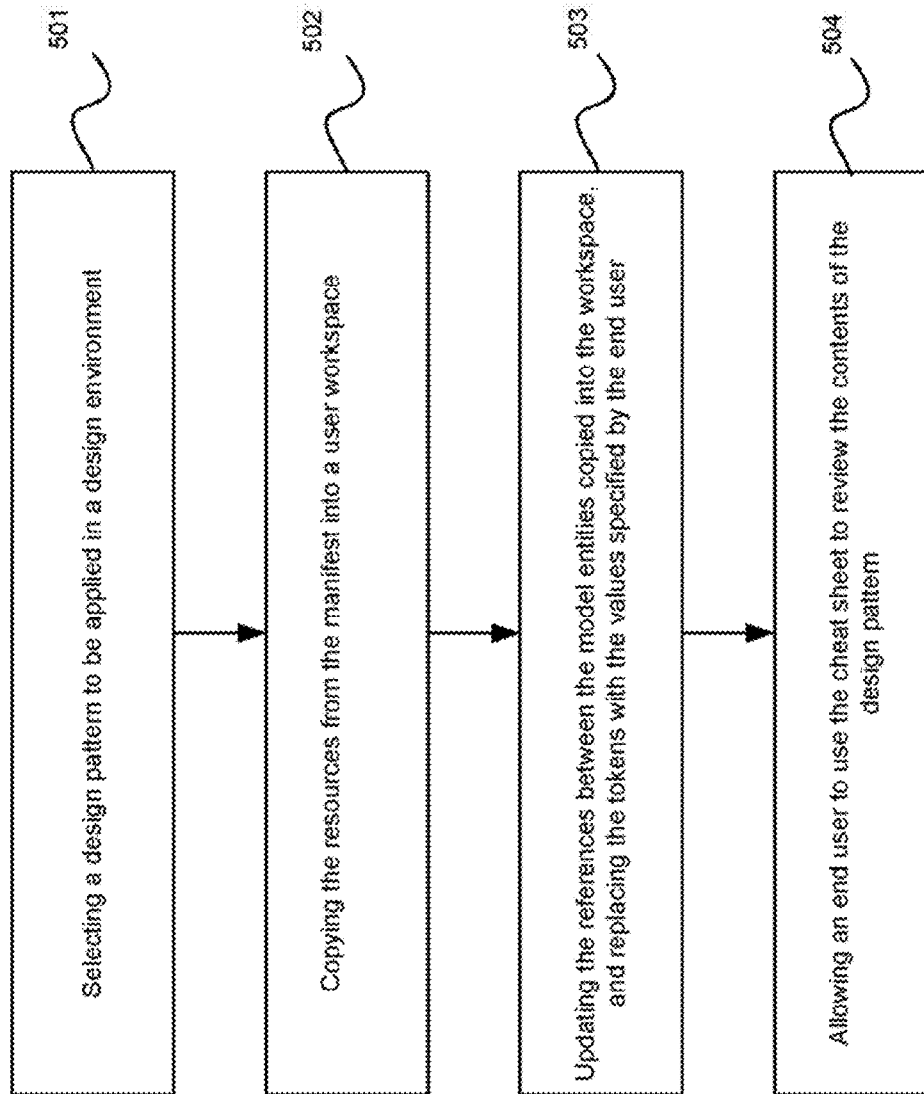 501
Selecting a design pattern to be applied in a design environment
502
Copying the resources from the manifest into a user workspace
503
Updating the references between the model entities copied into the workspace,
and replacing the tokens with the values specified by the end user
504
Allowing an end user to use the cheat sheet to review the contents of the
design pattern